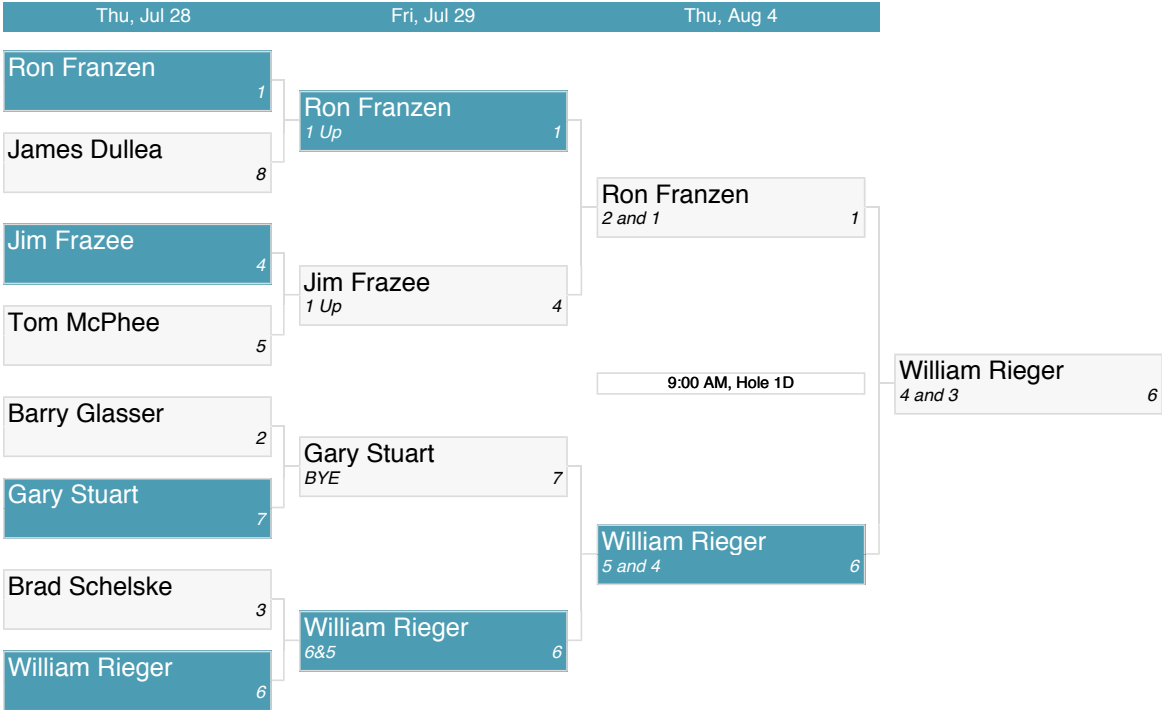 Thu, Jul 28
Fri, Jul 29
Thu, Aug 4
Ron Franzen
1
James Dullea
8
Jim Frazee
4
Tom McPhee
5
Barry Glasser
2
Gary Stuart
7
Brad Schelske
3
William Rieger
6
Ron Franzen
1 Up 1
Jim Frazee
1 Up 4
Gary Stuart
BYE 7
William Rieger
6&5 6
Ron Franzen
2 and 1 1
9:00 AM, Hole 1D
William Rieger
5 and 4 6
William Rieger
4 and 3 6